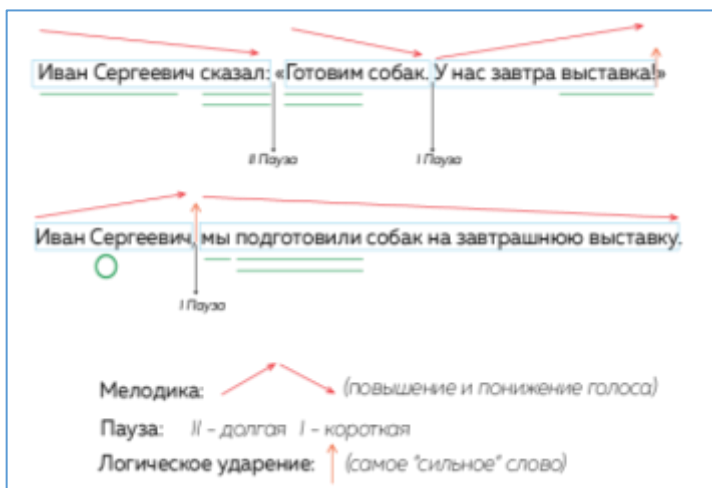 Иван Сергеевич сказал: «Готовим собак. У нас завтра выставка!»
II Пауза I Пауза
Иван Сергеевич, мы подготовили собак на завтрашнюю выставку.
I Пауза
Мелодика: (повышение и понижение голоса)
Пауза: II - долгая I - короткая
Логическое ударение: (самое "сильное" слово)